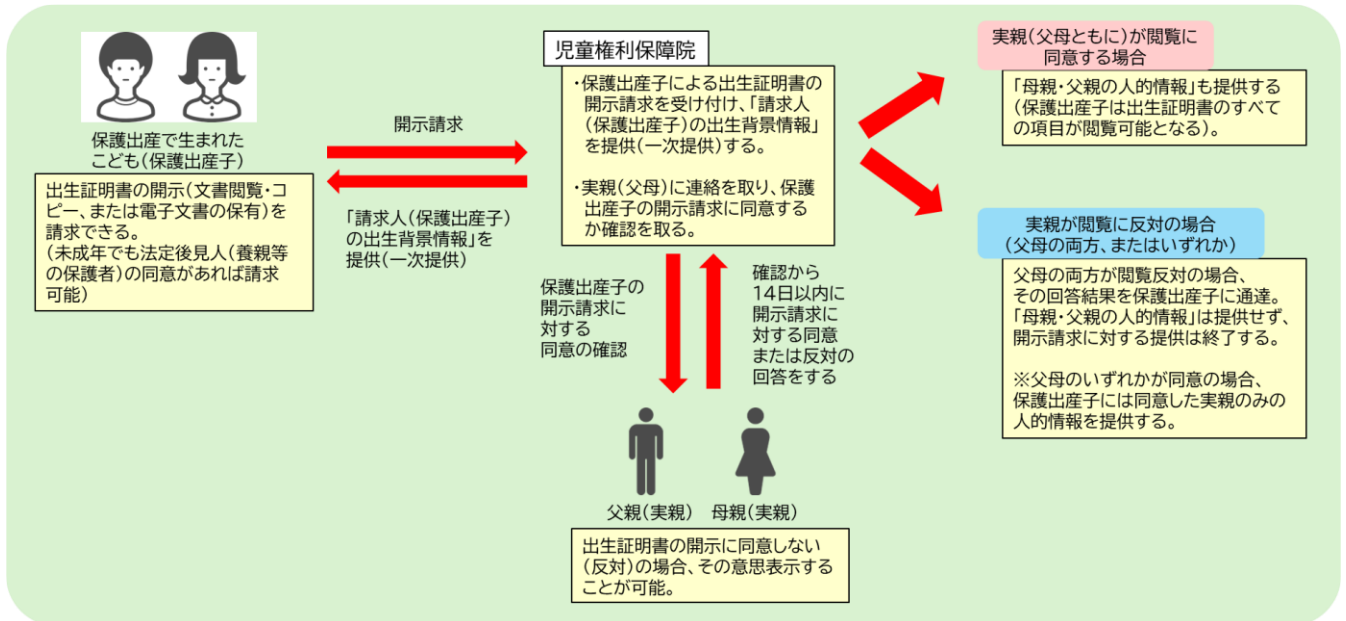 保護出産で生まれた
こども(保護出産子)
出生証明書の開示(文書閲覧・コ
ピー、または電子文書の保有)を
請求できる。
(未成年でも法定後見人(養親等
の保護者)の同意があれば請求
可能)
開示請求
「請求人(保護出産子)
の出生背景情報」を
提供(一次提供)
児童権利保障院
・保護出産子による出生証明書の
開示請求を受け付け、「請求人
(保護出産子)の出生背景情報」
を提供(一次提供)する。
・実親(父母)に連絡を取り、保護
出産子の開示請求に同意する
か確認を取る。
保護出産子の
開示請求に
対する
同意の確認
確認から
14日以内に
開示請求に
対する同意
または反対の
回答をする
父親(実親)
母親(実親)
出生証明書の開示に同意しない
(反対)の場合、その意思表示する
ことが可能。
実親(父母ともに)が閲覧に
同意する場合
「母親・父親の人的情報」も提供する
(保護出産子は出生証明書のすべて
の項目が閲覧可能となる)。
実親が閲覧に反対の場合
(父母の両方、またはいずれか)
父母の両方が閲覧反対の場合、
その回答結果を保護出産子に通達。
「母親・父親の人的情報」は提供せず、
開示請求に対する提供は終了する。
※父母のいずれかが同意の場合、
保護出産子には同意した実親のみの
人的情報を提供する。